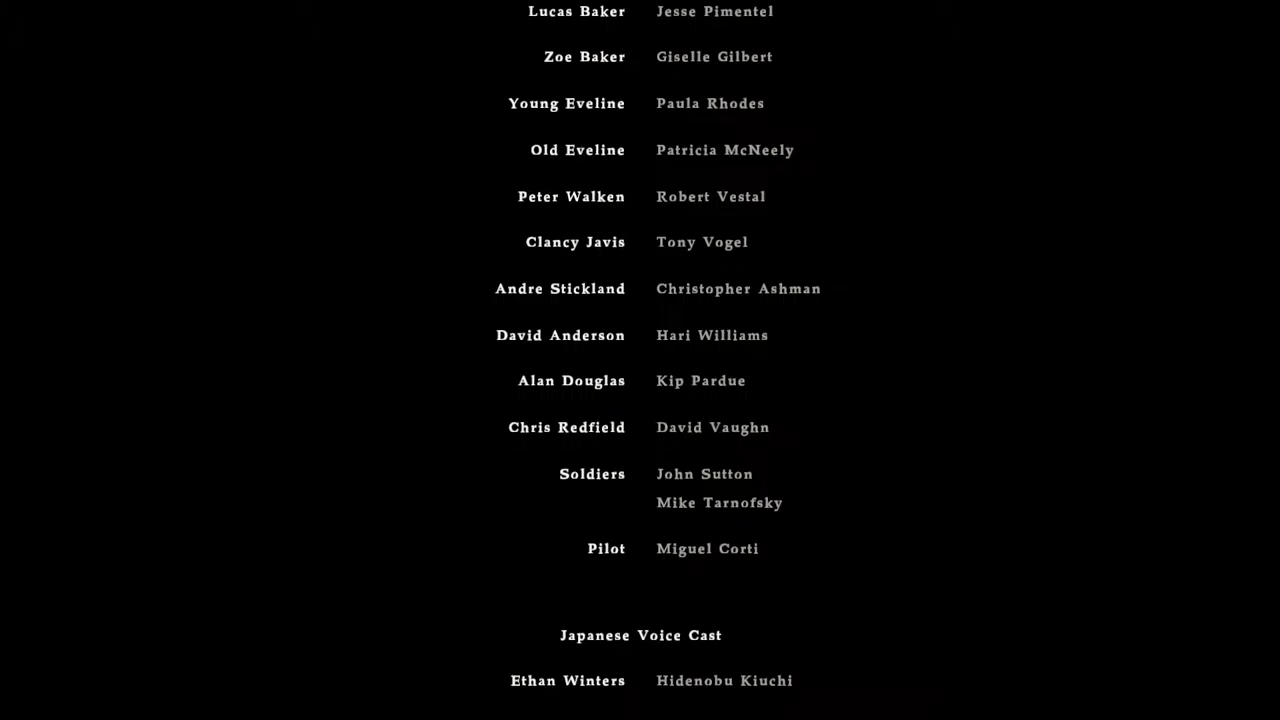 Lucas Baker Jesse Pimentel
Zoe Baker Giselle Gilbert
Young Eveline Paula Rhodes
Old Eveline Patricia McNeely
Peter Walken Robert Vestal
Clancy Javis Tony Vogel
Andre Stickland Christopher Ashman
David Anderson Hari Williams
Alan Douglas Kip Pardue
Chris Redfield David Vaughn
Soldiers John Sutton
Mike Tarnofsky
Pilot Miguel Corti
Japanese Voice Cast
Ethan Winters Hidenobu Kiuchi